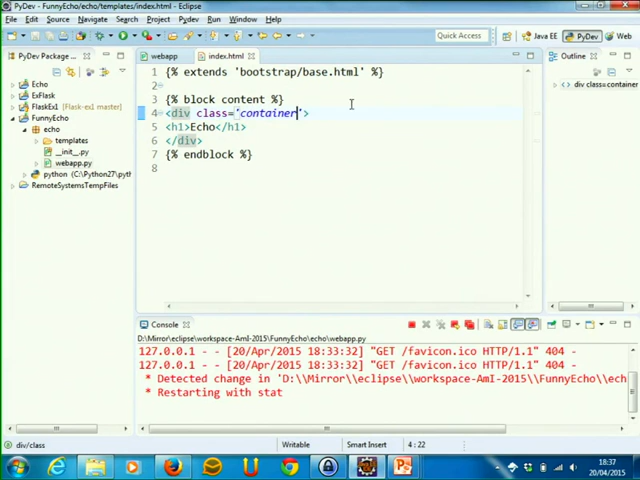 PyDev - FunnyEcho/echo/templates/index.html - Eclipse
File Edit Source Navigate Search Project Pydev Run Window Help
Quick Access
Java EE
PyDev
PyDev Package
webapp
index.html
Outline
Echo
ExFlask
FlaskEx1 [Flask-ex1 master]
FunnyEcho
echo
templates
__init__.py
webapp.py
python (C:\Python27\pyth
RemoteSystemsTempFiles
1 {% extends 'bootstrap/base.html' %}
2
3 {% block content %}
4 <div class='container'>
5 <h1>Echo</h1>
6 </div>
7 {% endblock %}
8
div class=container
Console
D:\Mirror\eclipse\workspace-AmI-2015\FunnyEcho\echo\webapp.py
127.0.0.1 - - [20/Apr/2015 18:33:32] "GET /favicon.ico HTTP/1.1" 404 -
127.0.0.1 - - [20/Apr/2015 18:33:32] "GET /favicon.ico HTTP/1.1" 404 -
* Detected change in 'D:\\Mirror\\eclipse\\workspace-AmI-2015\\FunnyEcho\\ech
* Restarting with stat
div/class
Writable
Smart Insert
4 : 22
18:37
20/04/2015